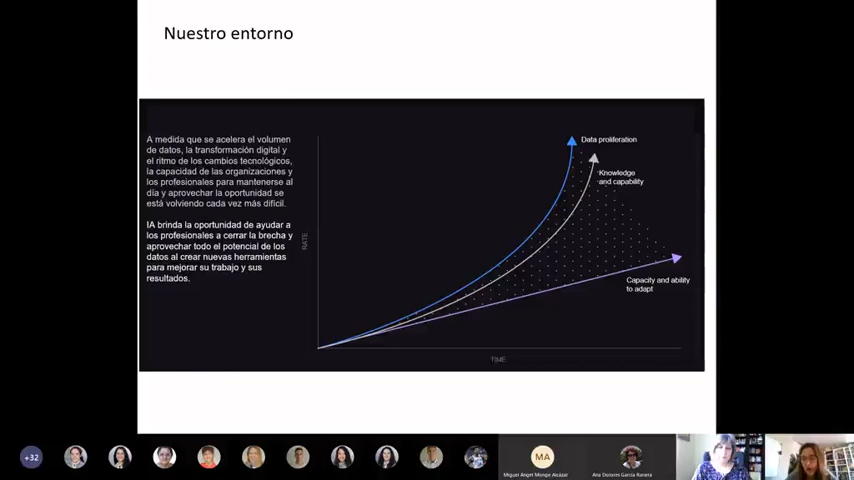 Nuestro entorno
A medida que se acelera el volumen
de datos, la transformación digital y
el ritmo de los cambios tecnológicos,
la capacidad de las organizaciones y
los profesionales para mantenerse al
día y aprovechar la oportunidad se
está volviendo cada vez más difícil.
IA brinda la oportunidad de ayudar a
los profesionales a cerrar la brecha y
aprovechar todo el potencial de los
datos al crear nuevas herramientas
para mejorar su trabajo y sus
resultados.
Data proliferation
Knowledge
and capability
Capacity and ability
to adapt
RATE
TIME
+32
MA
Miguel Angel Monge Alcázar
Ana Dolores García Ranera